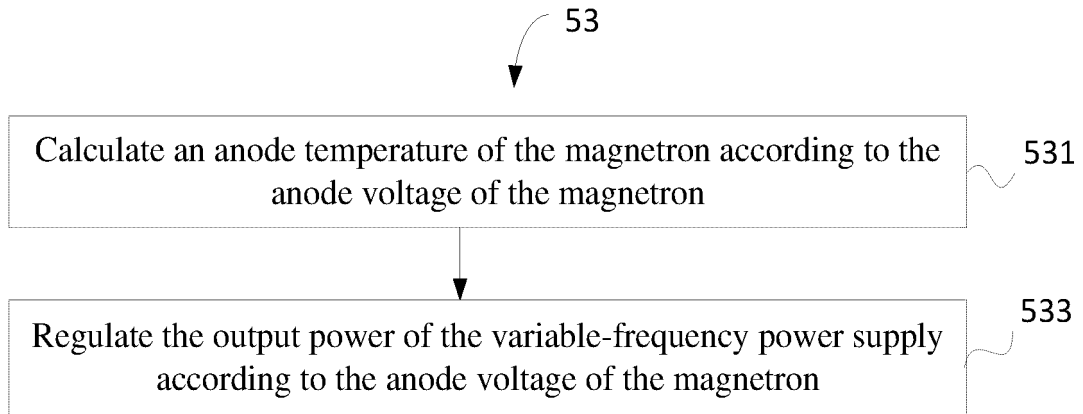 53
Calculate an anode temperature of the magnetron according to the
anode voltage of the magnetron
531
Regulate the output power of the variable-frequency power supply
according to the anode voltage of the magnetron
533